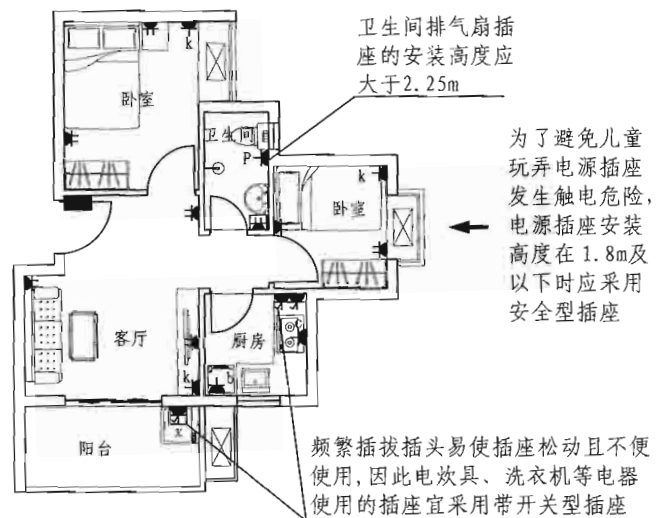 卫生间排气扇插
座的安装高度应
大于2.25m
k
卧室
卫生间
P
为了避免儿童
玩弄电源插座
发生触电危险,
电源插座安装
高度在1.8m及
以下时应采用
安全型插座
k
卧室
客厅
厨房
c
r
k
b
阳台
x
频繁插拔插头易使插座松动且不便
使用,因此电炊具、洗衣机等电器
使用的插座宜采用带开关型插座